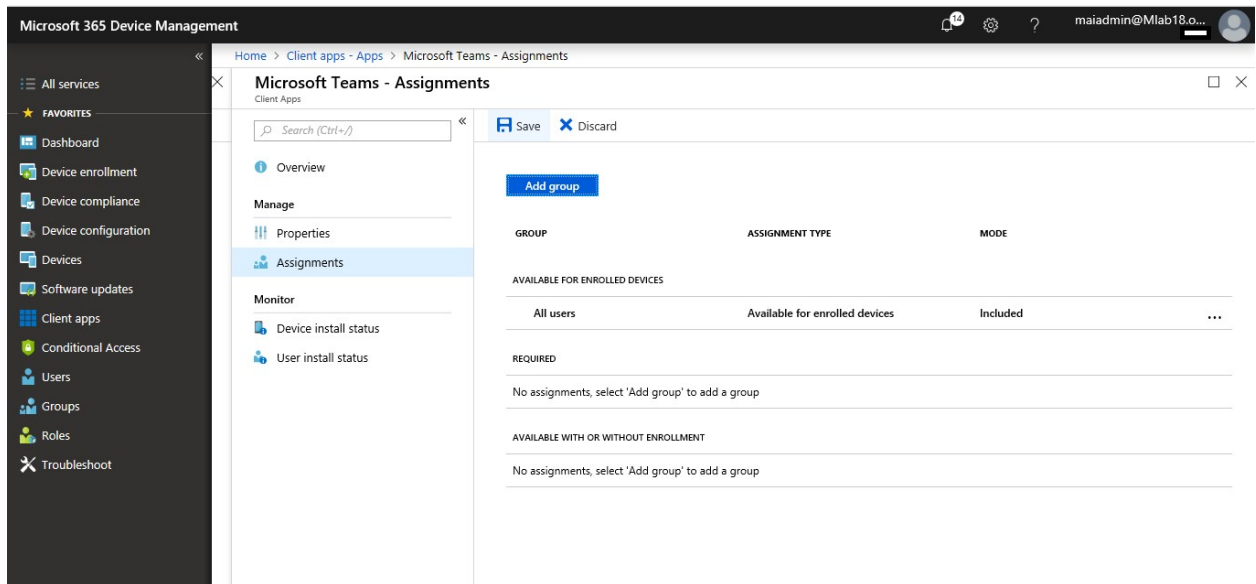 Microsoft 365 Device Management
14
?
maiadmin@Mlab18.o...
«
All services
FAVORITES
Dashboard
Device enrollment
Device compliance
Device configuration
Devices
Software updates
Client apps
Conditional Access
Users
Groups
Roles
Troubleshoot
Home > Client apps - Apps > Microsoft Teams - Assignments
Microsoft Teams - Assignments
Client Apps
Search (Ctrl+/)
«
Overview
Manage
Properties
Assignments
Monitor
Device install status
User install status
Save Discard
Add group
GROUP ASSIGNMENT TYPE MODE
AVAILABLE FOR ENROLLED DEVICES
All users Available for enrolled devices Included ...
REQUIRED
No assignments, select 'Add group' to add a group
AVAILABLE WITH OR WITHOUT ENROLLMENT
No assignments, select 'Add group' to add a group